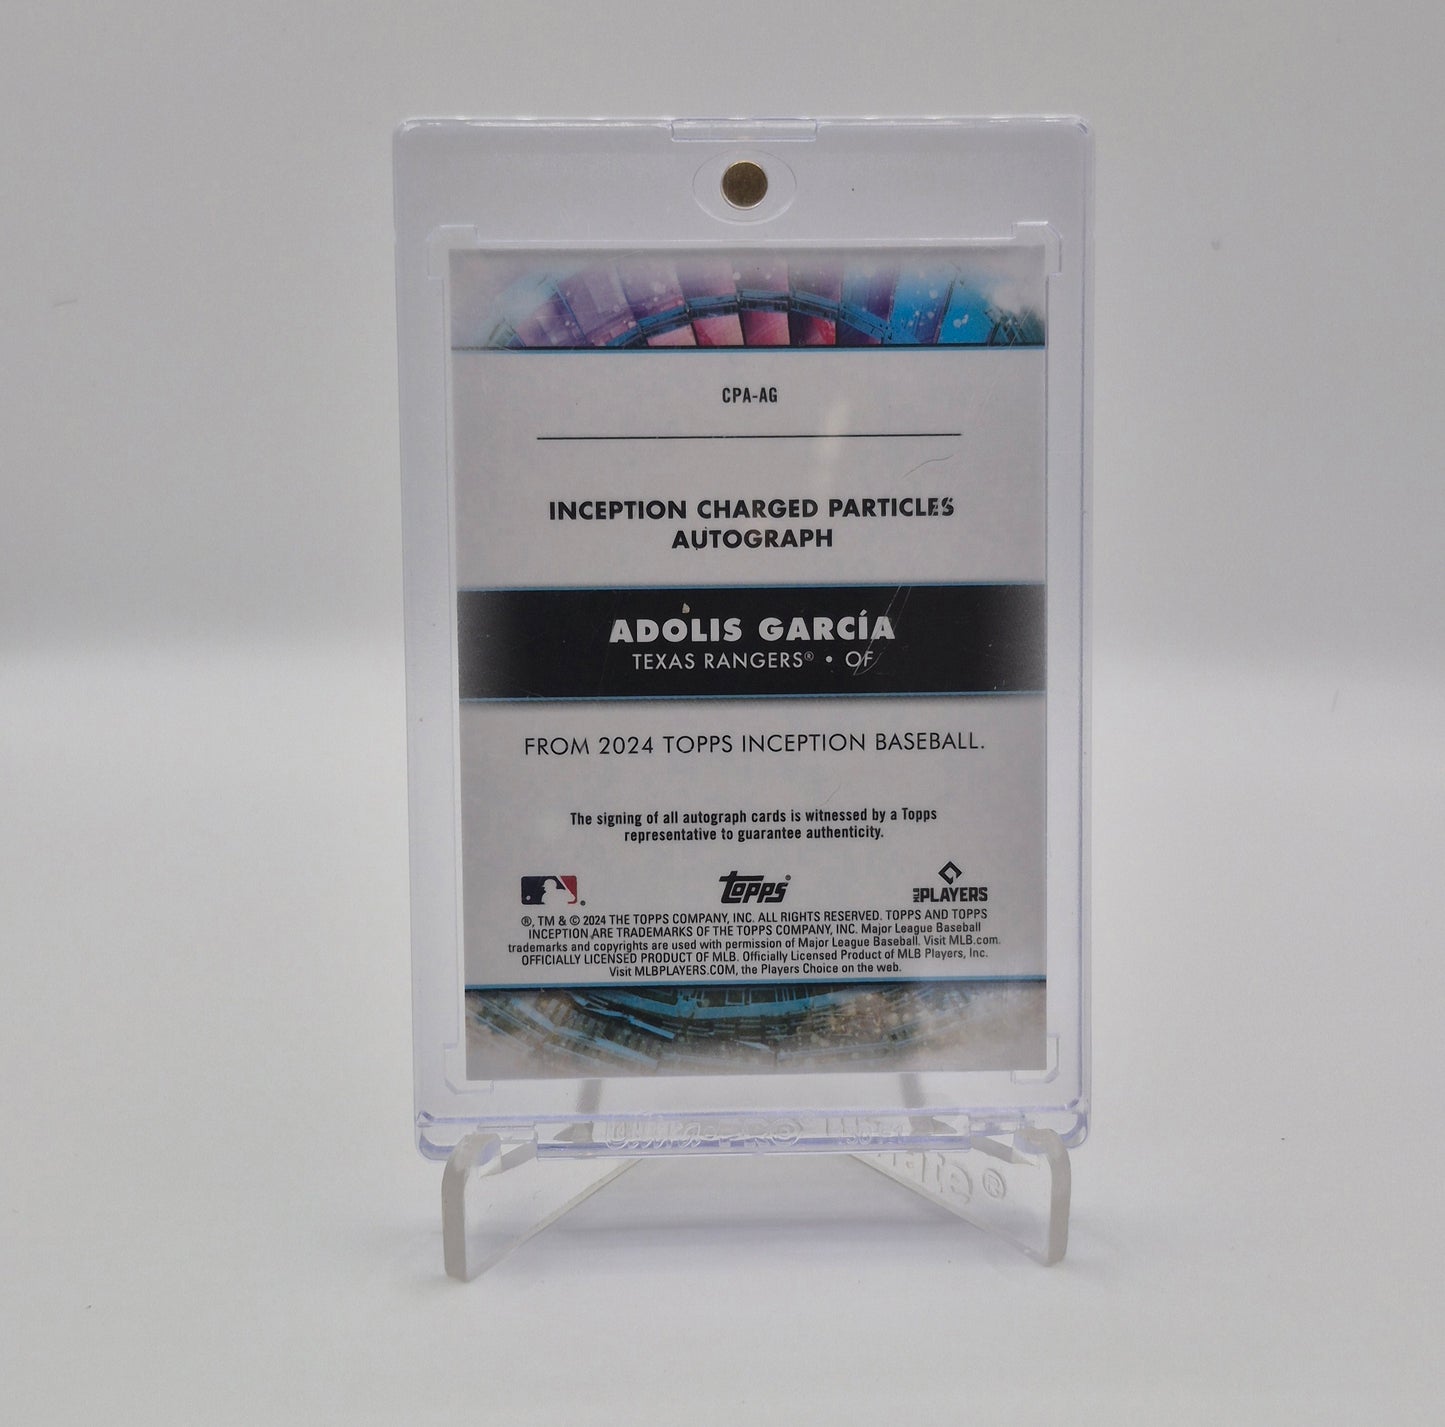 CPA-AG
INCEPTION CHARGED PARTICLES
AUTOGRAPH
ADOLIS GARCÍA
TEXAS RANGERS® • OF
FROM 2024 TOPPS INCEPTION BASEBALL.
The signing of all autograph cards is witnessed by a Topps
representative to guarantee authenticity.
topps®
MLB PLAYERS
®, TM & © 2024 THE TOPPS COMPANY, INC. ALL RIGHTS RESERVED. TOPPS AND TOPPS
INCEPTION ARE TRADEMARKS OF THE TOPPS COMPANY, INC. Major League Baseball
trademarks and copyrights are used with permission of Major League Baseball. Visit MLB.com.
OFFICIALLY LICENSED PRODUCT OF MLB. Officially Licensed Product of MLB Players, Inc.
Visit MLBPLAYERS.COM, the Players Choice on the web.